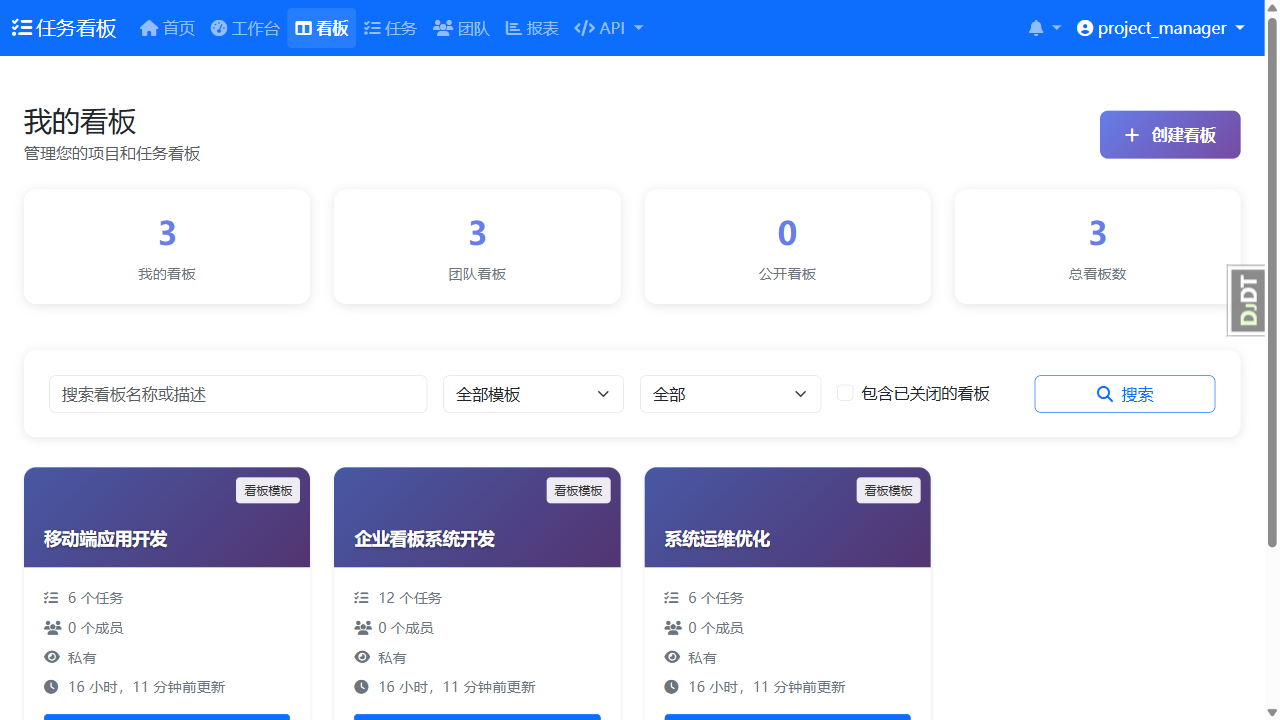 任务看板 首页 工作台 看板 任务 团队 报表 API project_manager
我的看板
管理您的项目和任务看板
创建看板
3 3 0 3
我的看板 团队看板 公开看板 总看板数
DJDT
搜索看板名称或描述 全部模板 全部 包含已关闭的看板 搜索
看板模板 看板模板 看板模板
移动端应用开发 企业看板系统开发 系统运维优化
6 个任务 12 个任务 6 个任务
0 个成员 0 个成员 0 个成员
私有 私有 私有
16 小时，11 分钟前更新 16 小时，11 分钟前更新 16 小时，11 分钟前更新